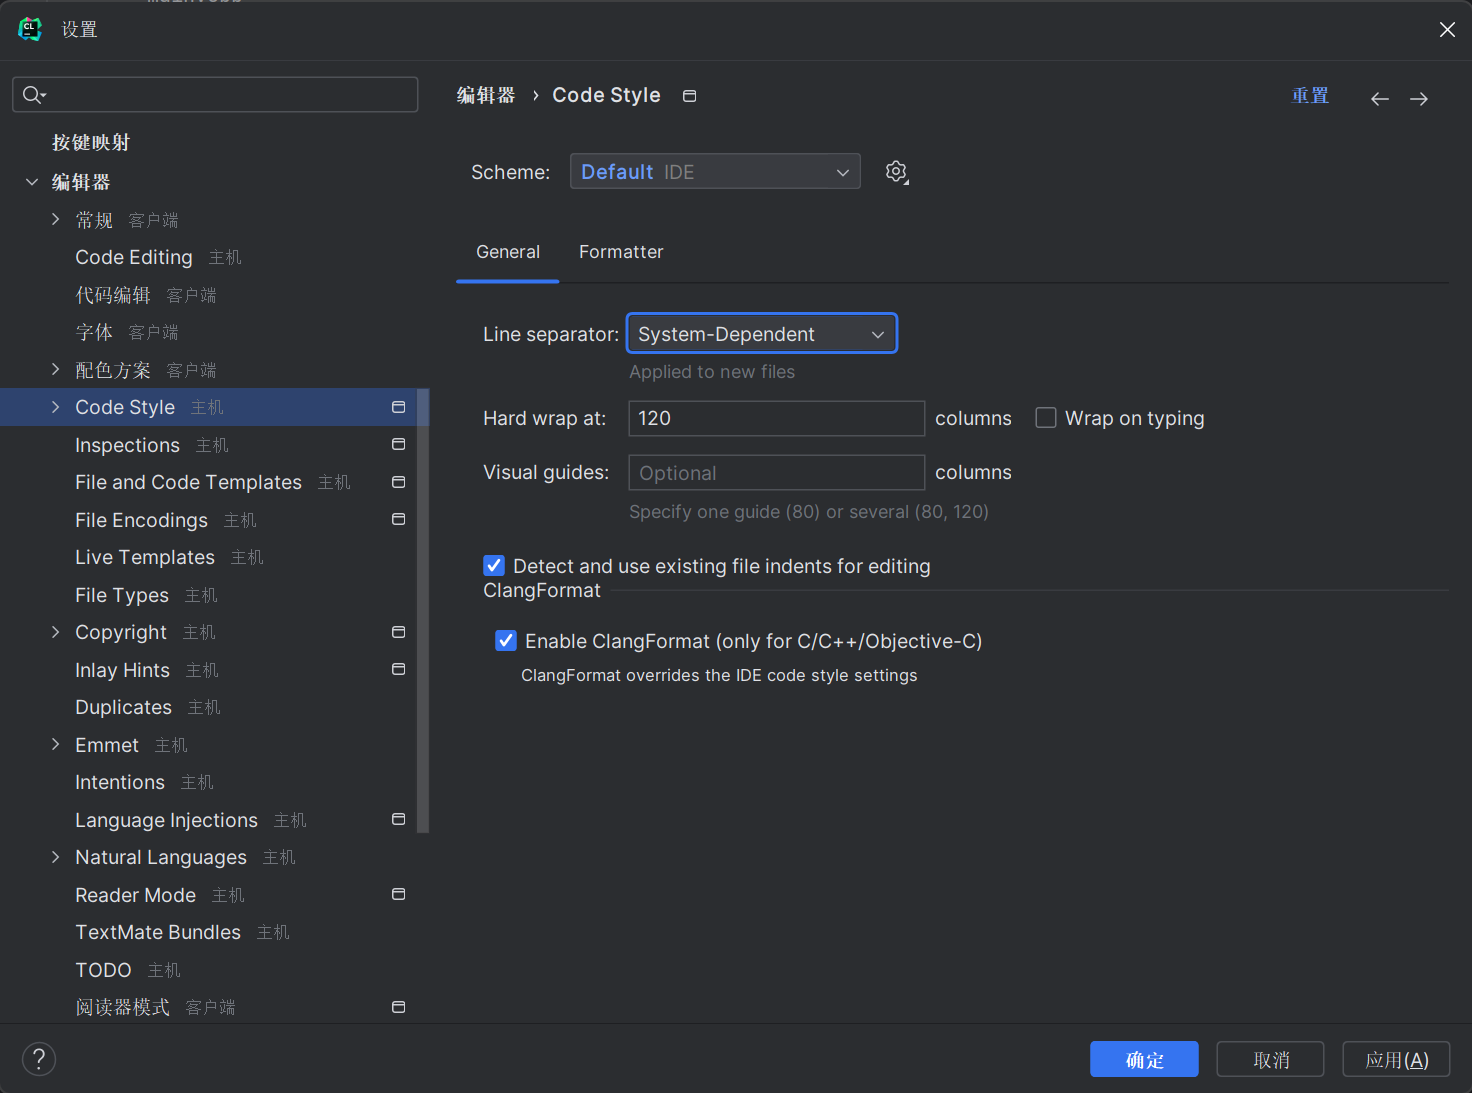 CL
设置
编辑器 › Code Style
重置
按键映射
编辑器
常规 客户端
Code Editing 主机
代码编辑 客户端
字体 客户端
配色方案 客户端
Code Style 主机
Inspections 主机
File and Code Templates 主机
File Encodings 主机
Live Templates 主机
File Types 主机
Copyright 主机
Inlay Hints 主机
Duplicates 主机
Emmet 主机
Intentions 主机
Language Injections 主机
Natural Languages 主机
Reader Mode 主机
TextMate Bundles 主机
TODO 主机
阅读器模式 客户端
Scheme: Default IDE
General Formatter
Line separator: System-Dependent
Applied to new files
Hard wrap at: 120 columns Wrap on typing
Visual guides: Optional columns
Specify one guide (80) or several (80, 120)
Detect and use existing file indents for editing
ClangFormat
Enable ClangFormat (only for C/C++/Objective-C)
ClangFormat overrides the IDE code style settings
? 确定 取消 应用(A)